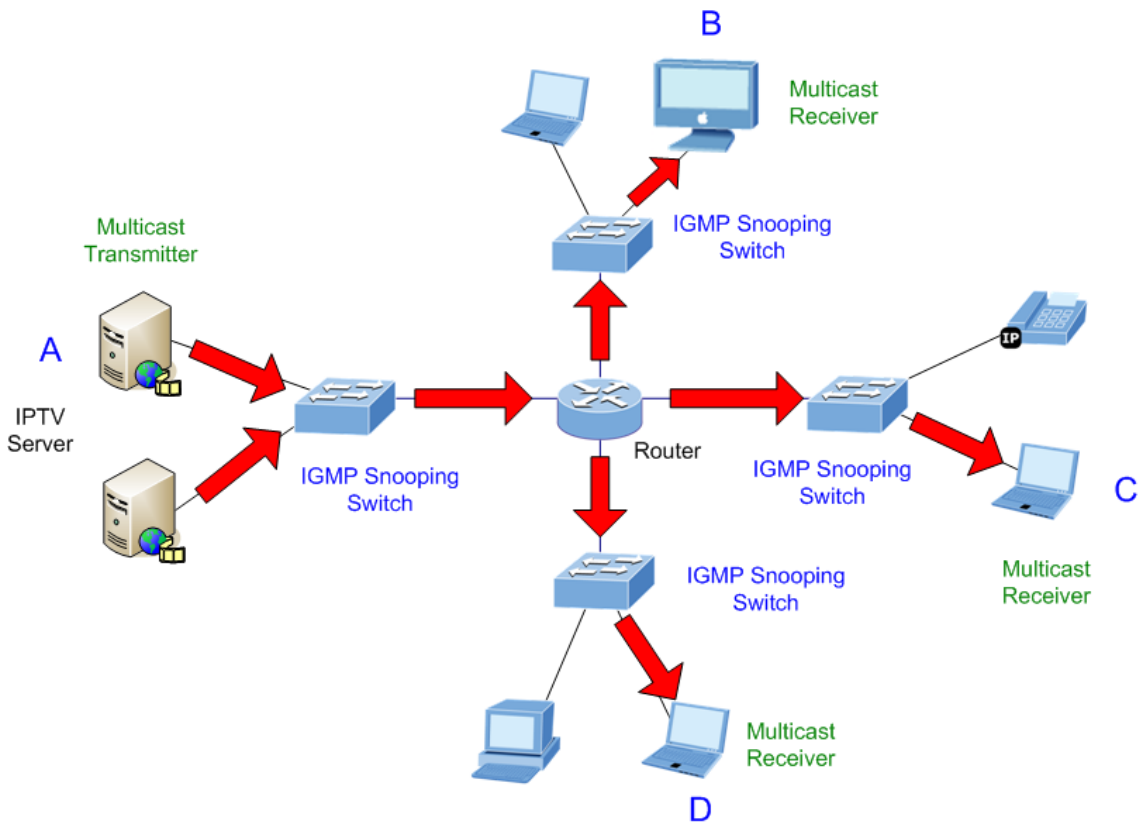 B
Multicast
Receiver
IGMP Snooping
Switch
Multicast
Transmitter
A
IPTV
Server
IGMP Snooping
Switch
Router
IP
IGMP Snooping
Switch
C
Multicast
Receiver
IGMP Snooping
Switch
Multicast
Receiver
D